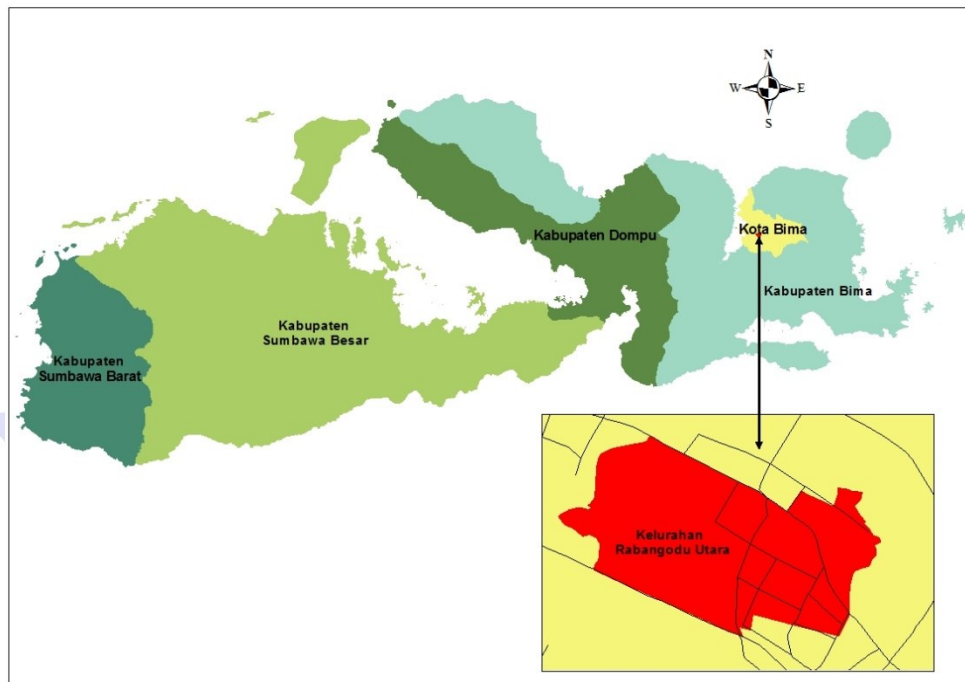 N
W E
S
Kabupaten Dompu
Kota Bima
Kabupaten Bima
Kabupaten
Sumbawa Besar
Kabupaten
Sumbawa Barat
Kelurahan
Rabangodu Utara